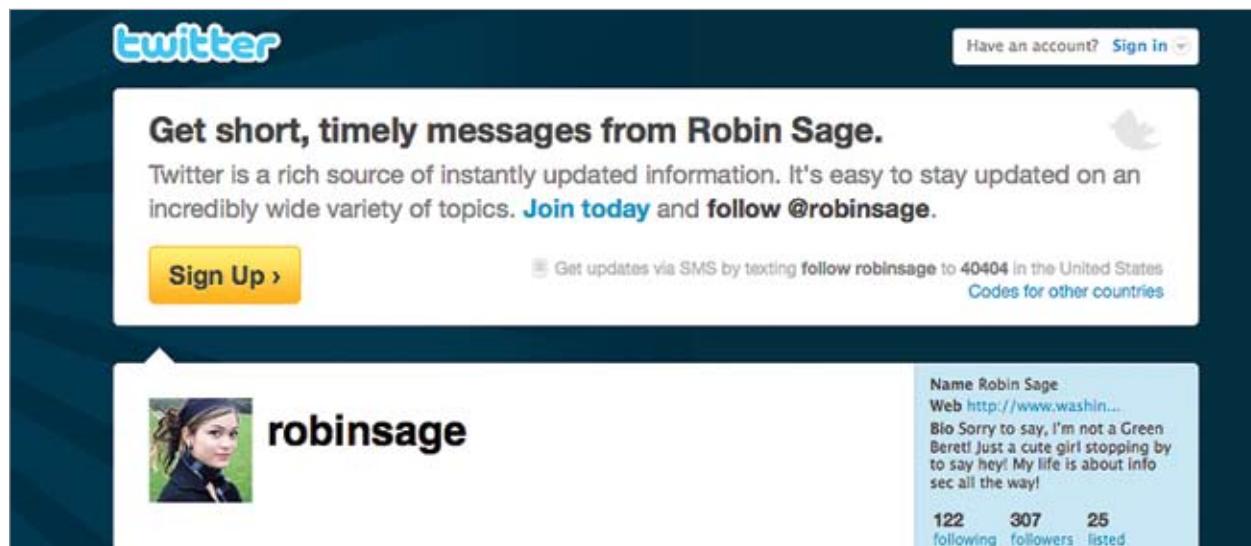 twitter
Have an account? Sign in
Get short, timely messages from Robin Sage.
Twitter is a rich source of instantly updated information. It's easy to stay updated on an
incredibly wide variety of topics. Join today and follow @robinsage.
Sign Up ›
Get updates via SMS by texting follow robinsage to 40404 in the United States
Codes for other countries
robinsage
Name Robin Sage
Web http://www.washin...
Bio Sorry to say, I'm not a Green
Beret! Just a cute girl stopping by
to say hey! My life is about info
sec all the way!
122 307 25
following followers listed